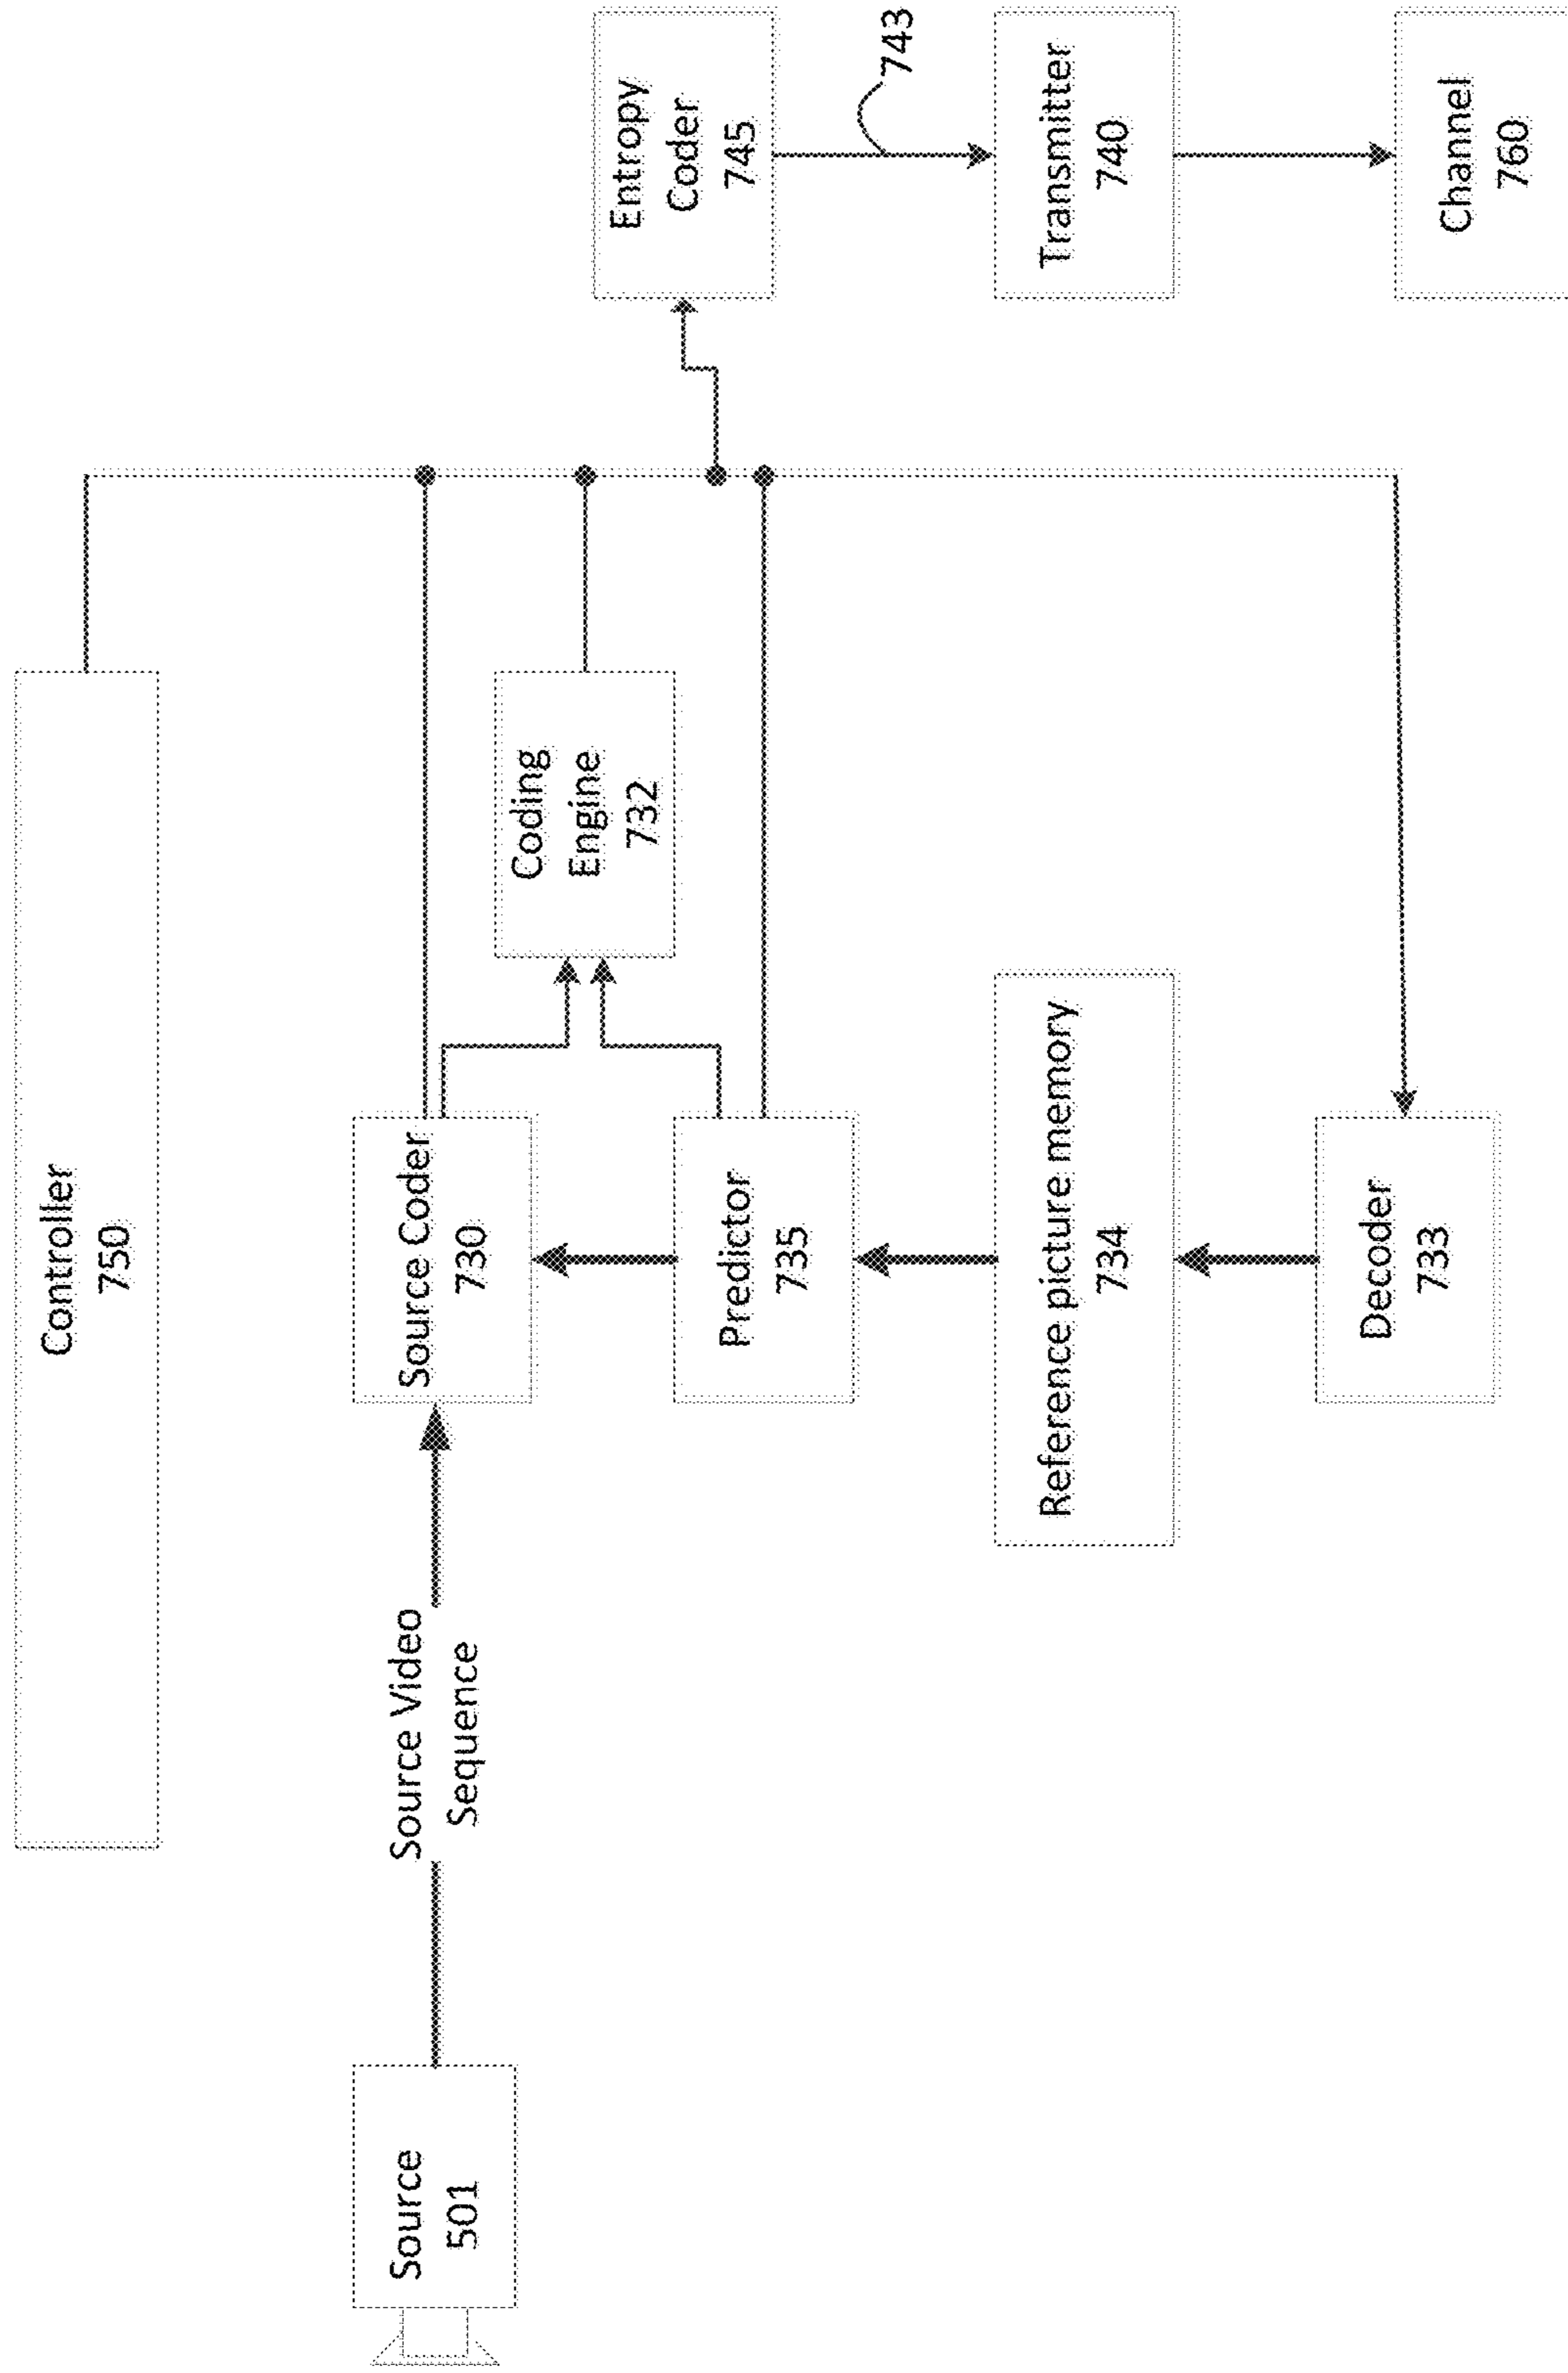 Controller
750
Source
501
Source Video
Sequence
Source Coder
730
Coding
Engine
732
Predictor
735
Reference picture memory
734
Decoder
733
Entropy
Coder
745
743
Transmitter
740
Channel
760